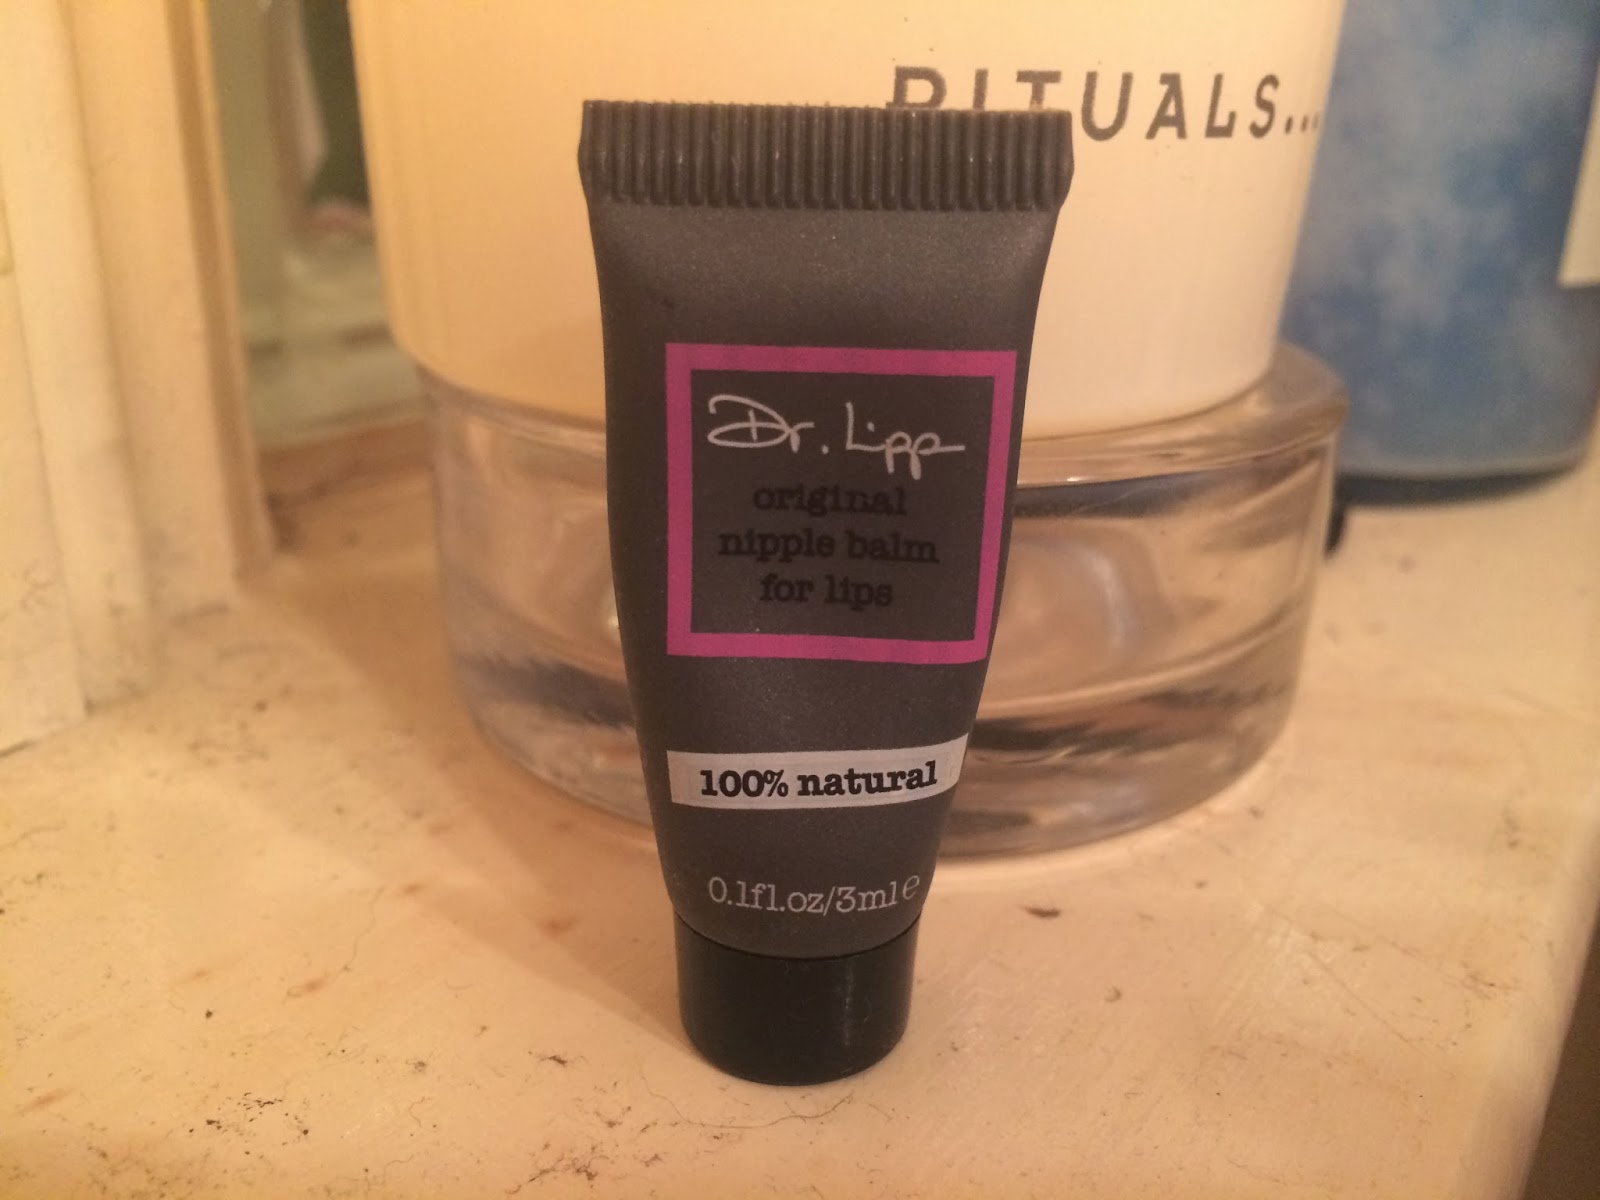 RITUALS...
Dr. Lipp
original
nipple balm
for lips
100% natural
0.1fl.oz/3ml e